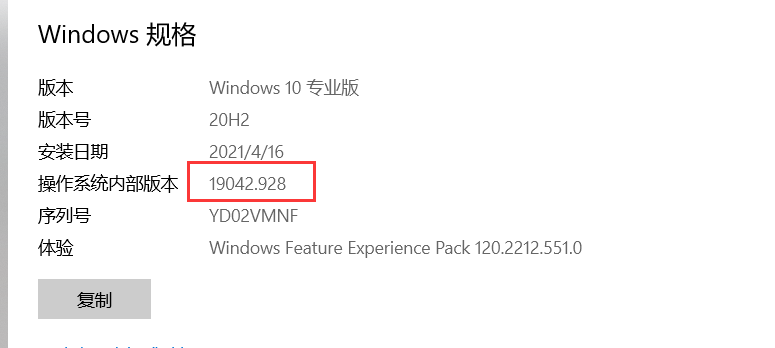 Windows 规格
版本 Windows 10 专业版
版本号 20H2
安装日期 2021/4/16
操作系统内部版本 19042.928
序列号 YD02VMNF
体验 Windows Feature Experience Pack 120.2212.551.0
复制